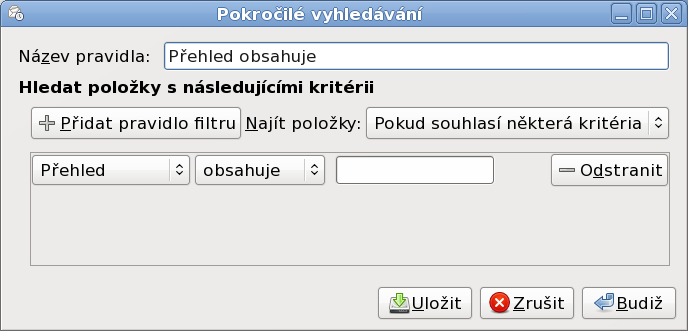 Pokročilé vyhledávání
Název pravidla: Přehled obsahuje
Hledat položky s následujícími kritérii
Přidat pravidlo filtru Najít položky: Pokud souhlasí některá kritéria
Přehled obsahuje Odstranit
Uložit Zrušit Budiž